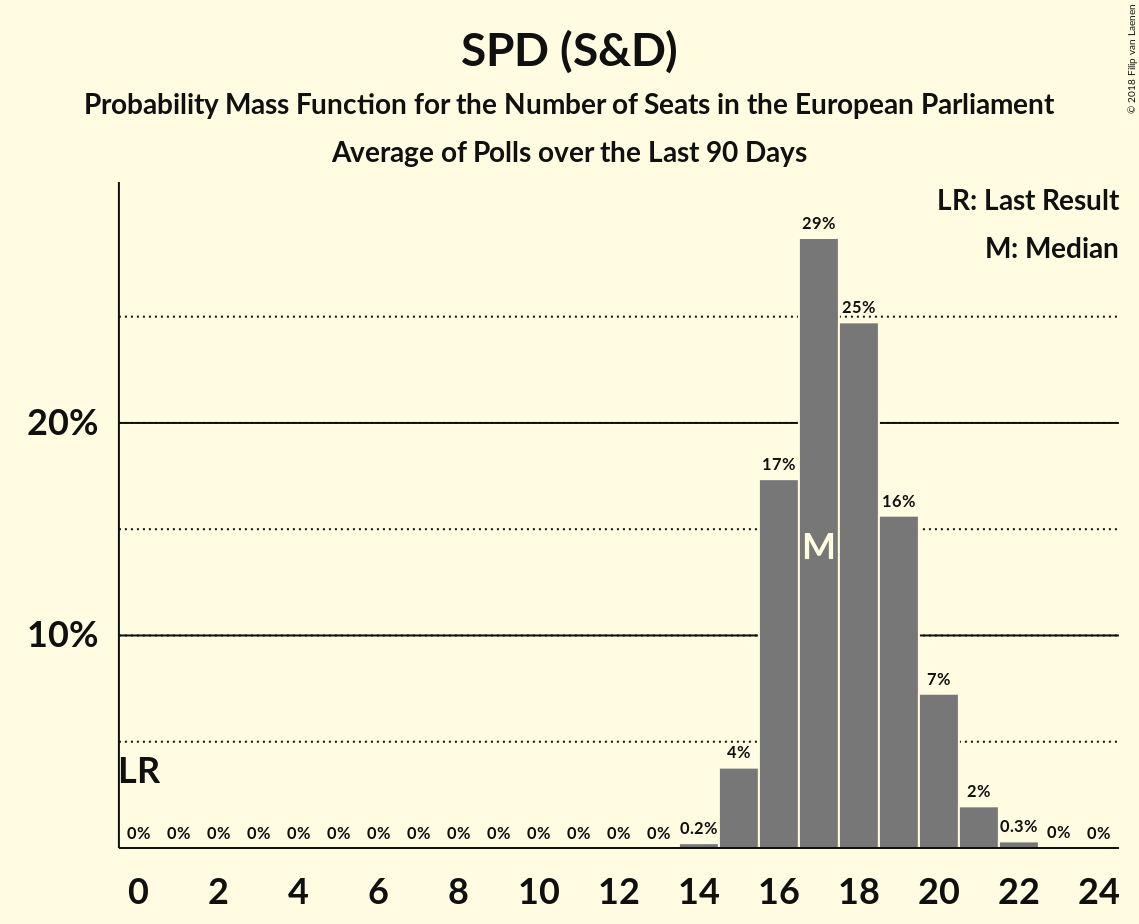 SPD (S&D)
Probability Mass Function for the Number of Seats in the European Parliament
Average of Polls over the Last 90 Days
© 2018 Filip van Laenen
LR: Last Result
M: Median
29%
25%
20%
17%
16%
M
10%
7%
4%
LR
2%
0% 0% 0% 0% 0% 0% 0% 0% 0% 0% 0% 0% 0% 0% 0.2% 0.3% 0% 0%
0 2 4 6 8 10 12 14 16 18 20 22 24